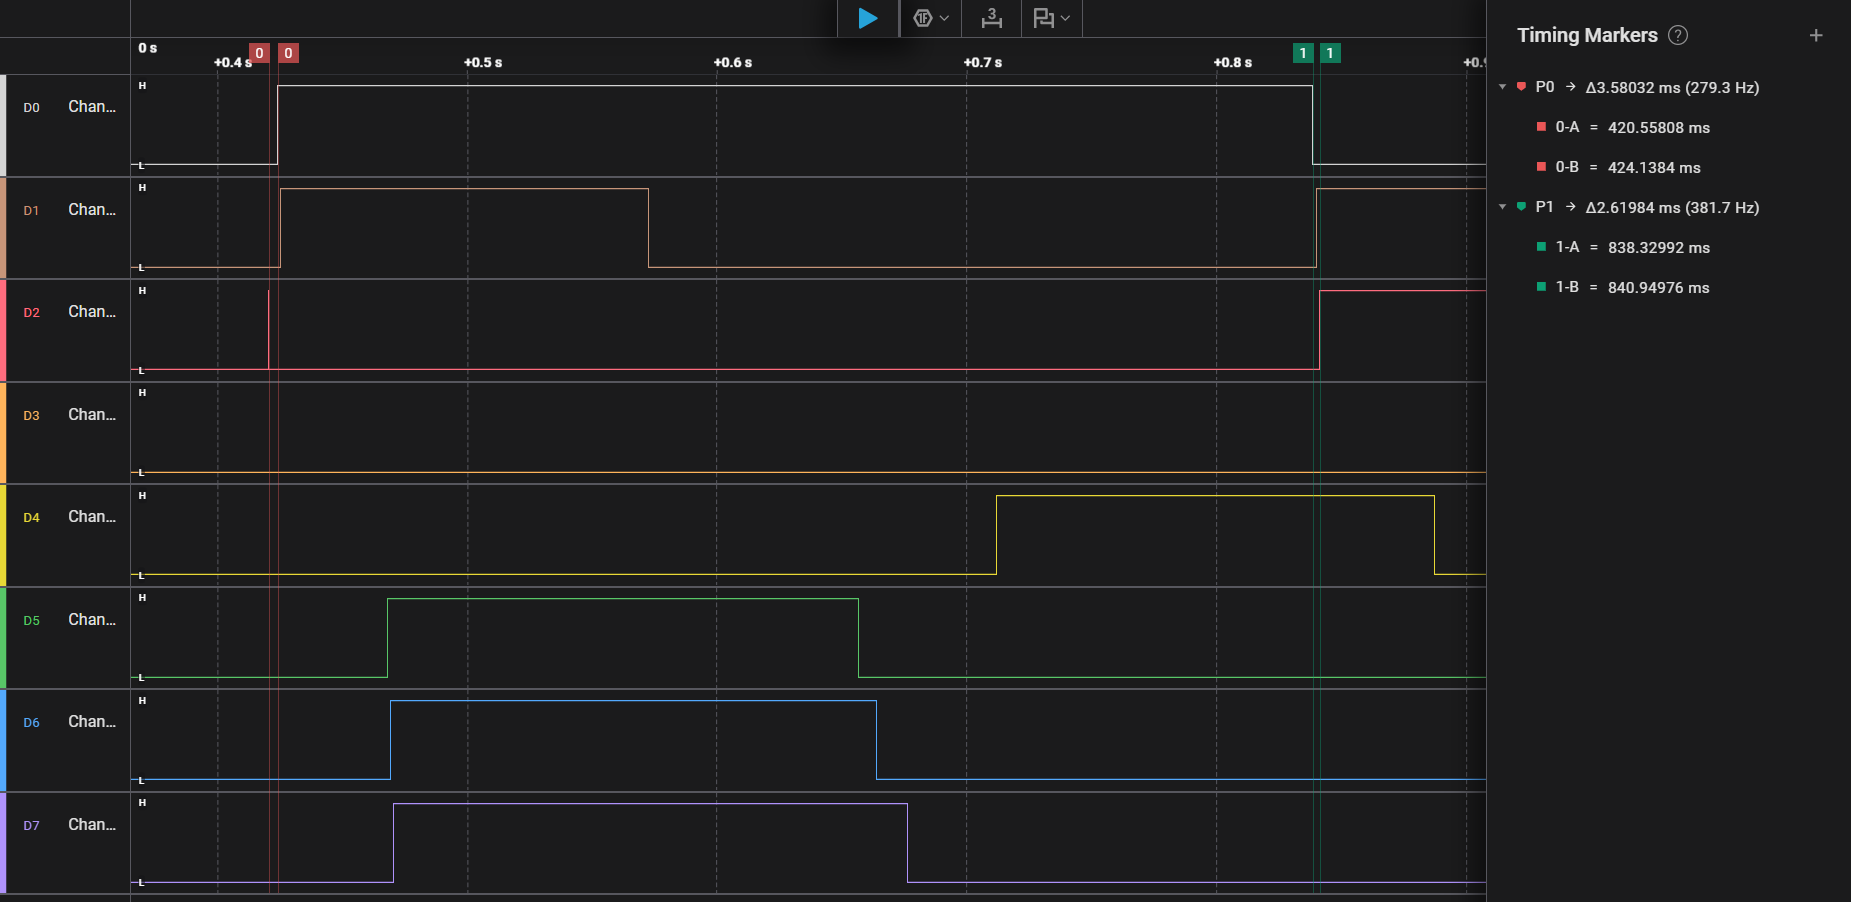 3
0 s
0 0 1 1
+0.4 s +0.5 s +0.6 s +0.7 s +0.8 s
Timing Markers ?
P0 → Δ3.58032 ms (279.3 Hz)
0-A = 420.55808 ms
0-B = 424.1384 ms
P1 → Δ2.61984 ms (381.7 Hz)
1-A = 838.32992 ms
1-B = 840.94976 ms
H
D0 Chan...
L
H
D1 Chan...
L
H
D2 Chan...
L
H
D3 Chan...
L
H
D4 Chan...
L
H
D5 Chan...
L
H
D6 Chan...
L
H
D7 Chan...
L